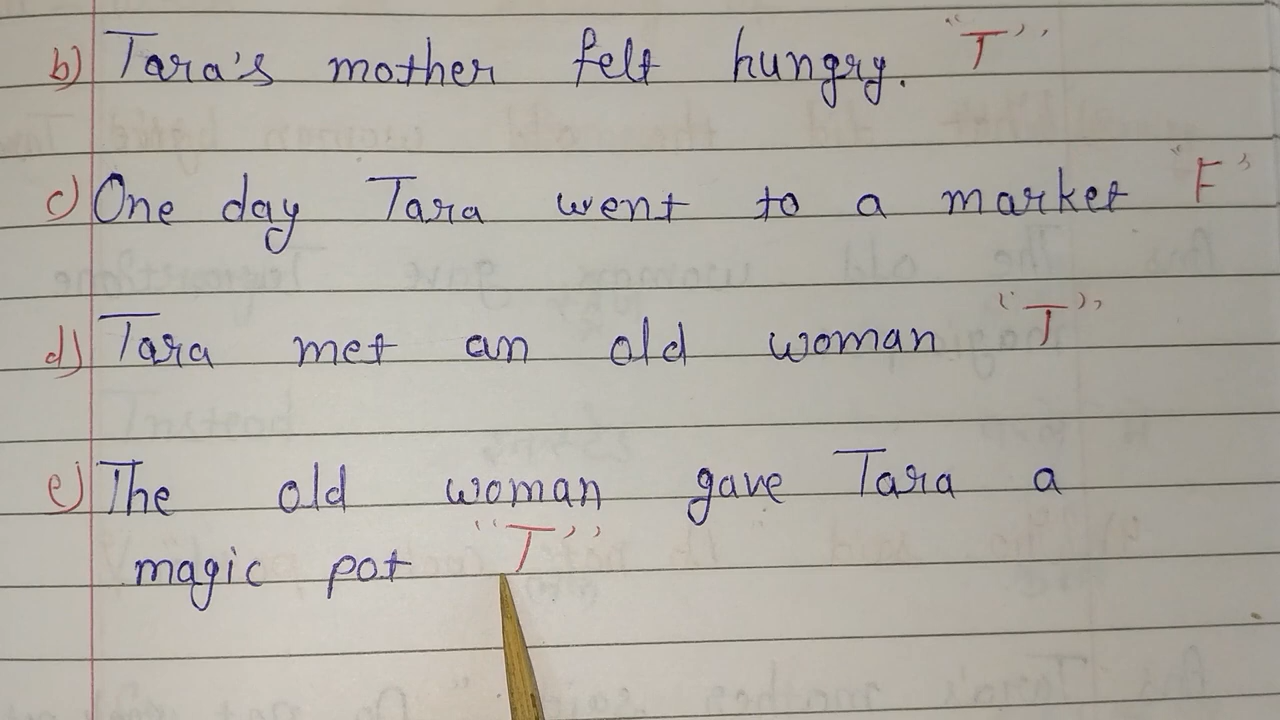 b) Tara's mother felt hungry. "T"
c) One day Tara went to a market "F"
d) Tara met an old woman "T"
e) The old woman gave Tara a
magic pot "T"